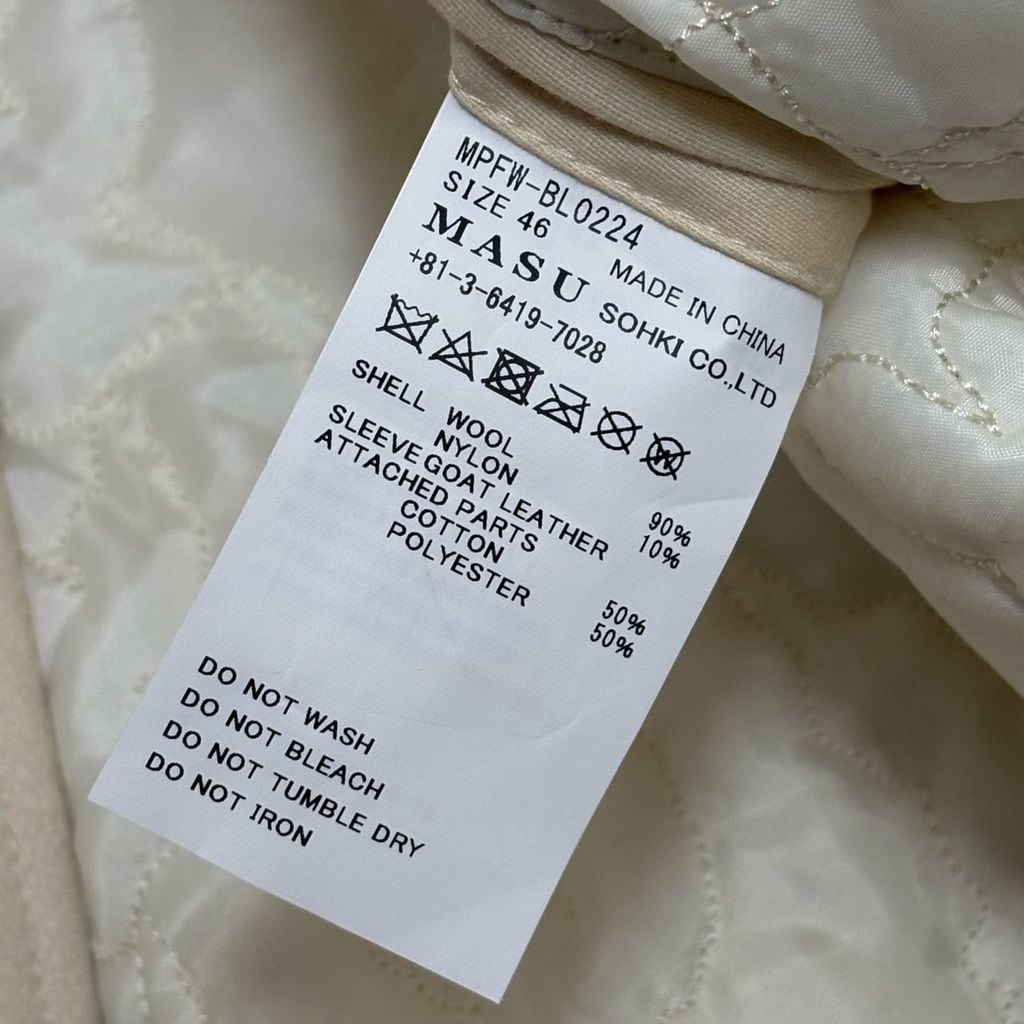 MPFW-BL0224
SIZE 46
MADE IN CHINA
MASU SOHKI CO.,LTD
+81-3-6419-7028
W
SHELL WOOL 90%
NYLON 10%
SLEEVE GOAT LEATHER
ATTACHED PARTS
COTTON 50%
POLYESTER 50%
DO NOT WASH
DO NOT BLEACH
DO NOT TUMBLE DRY
DO NOT IRON